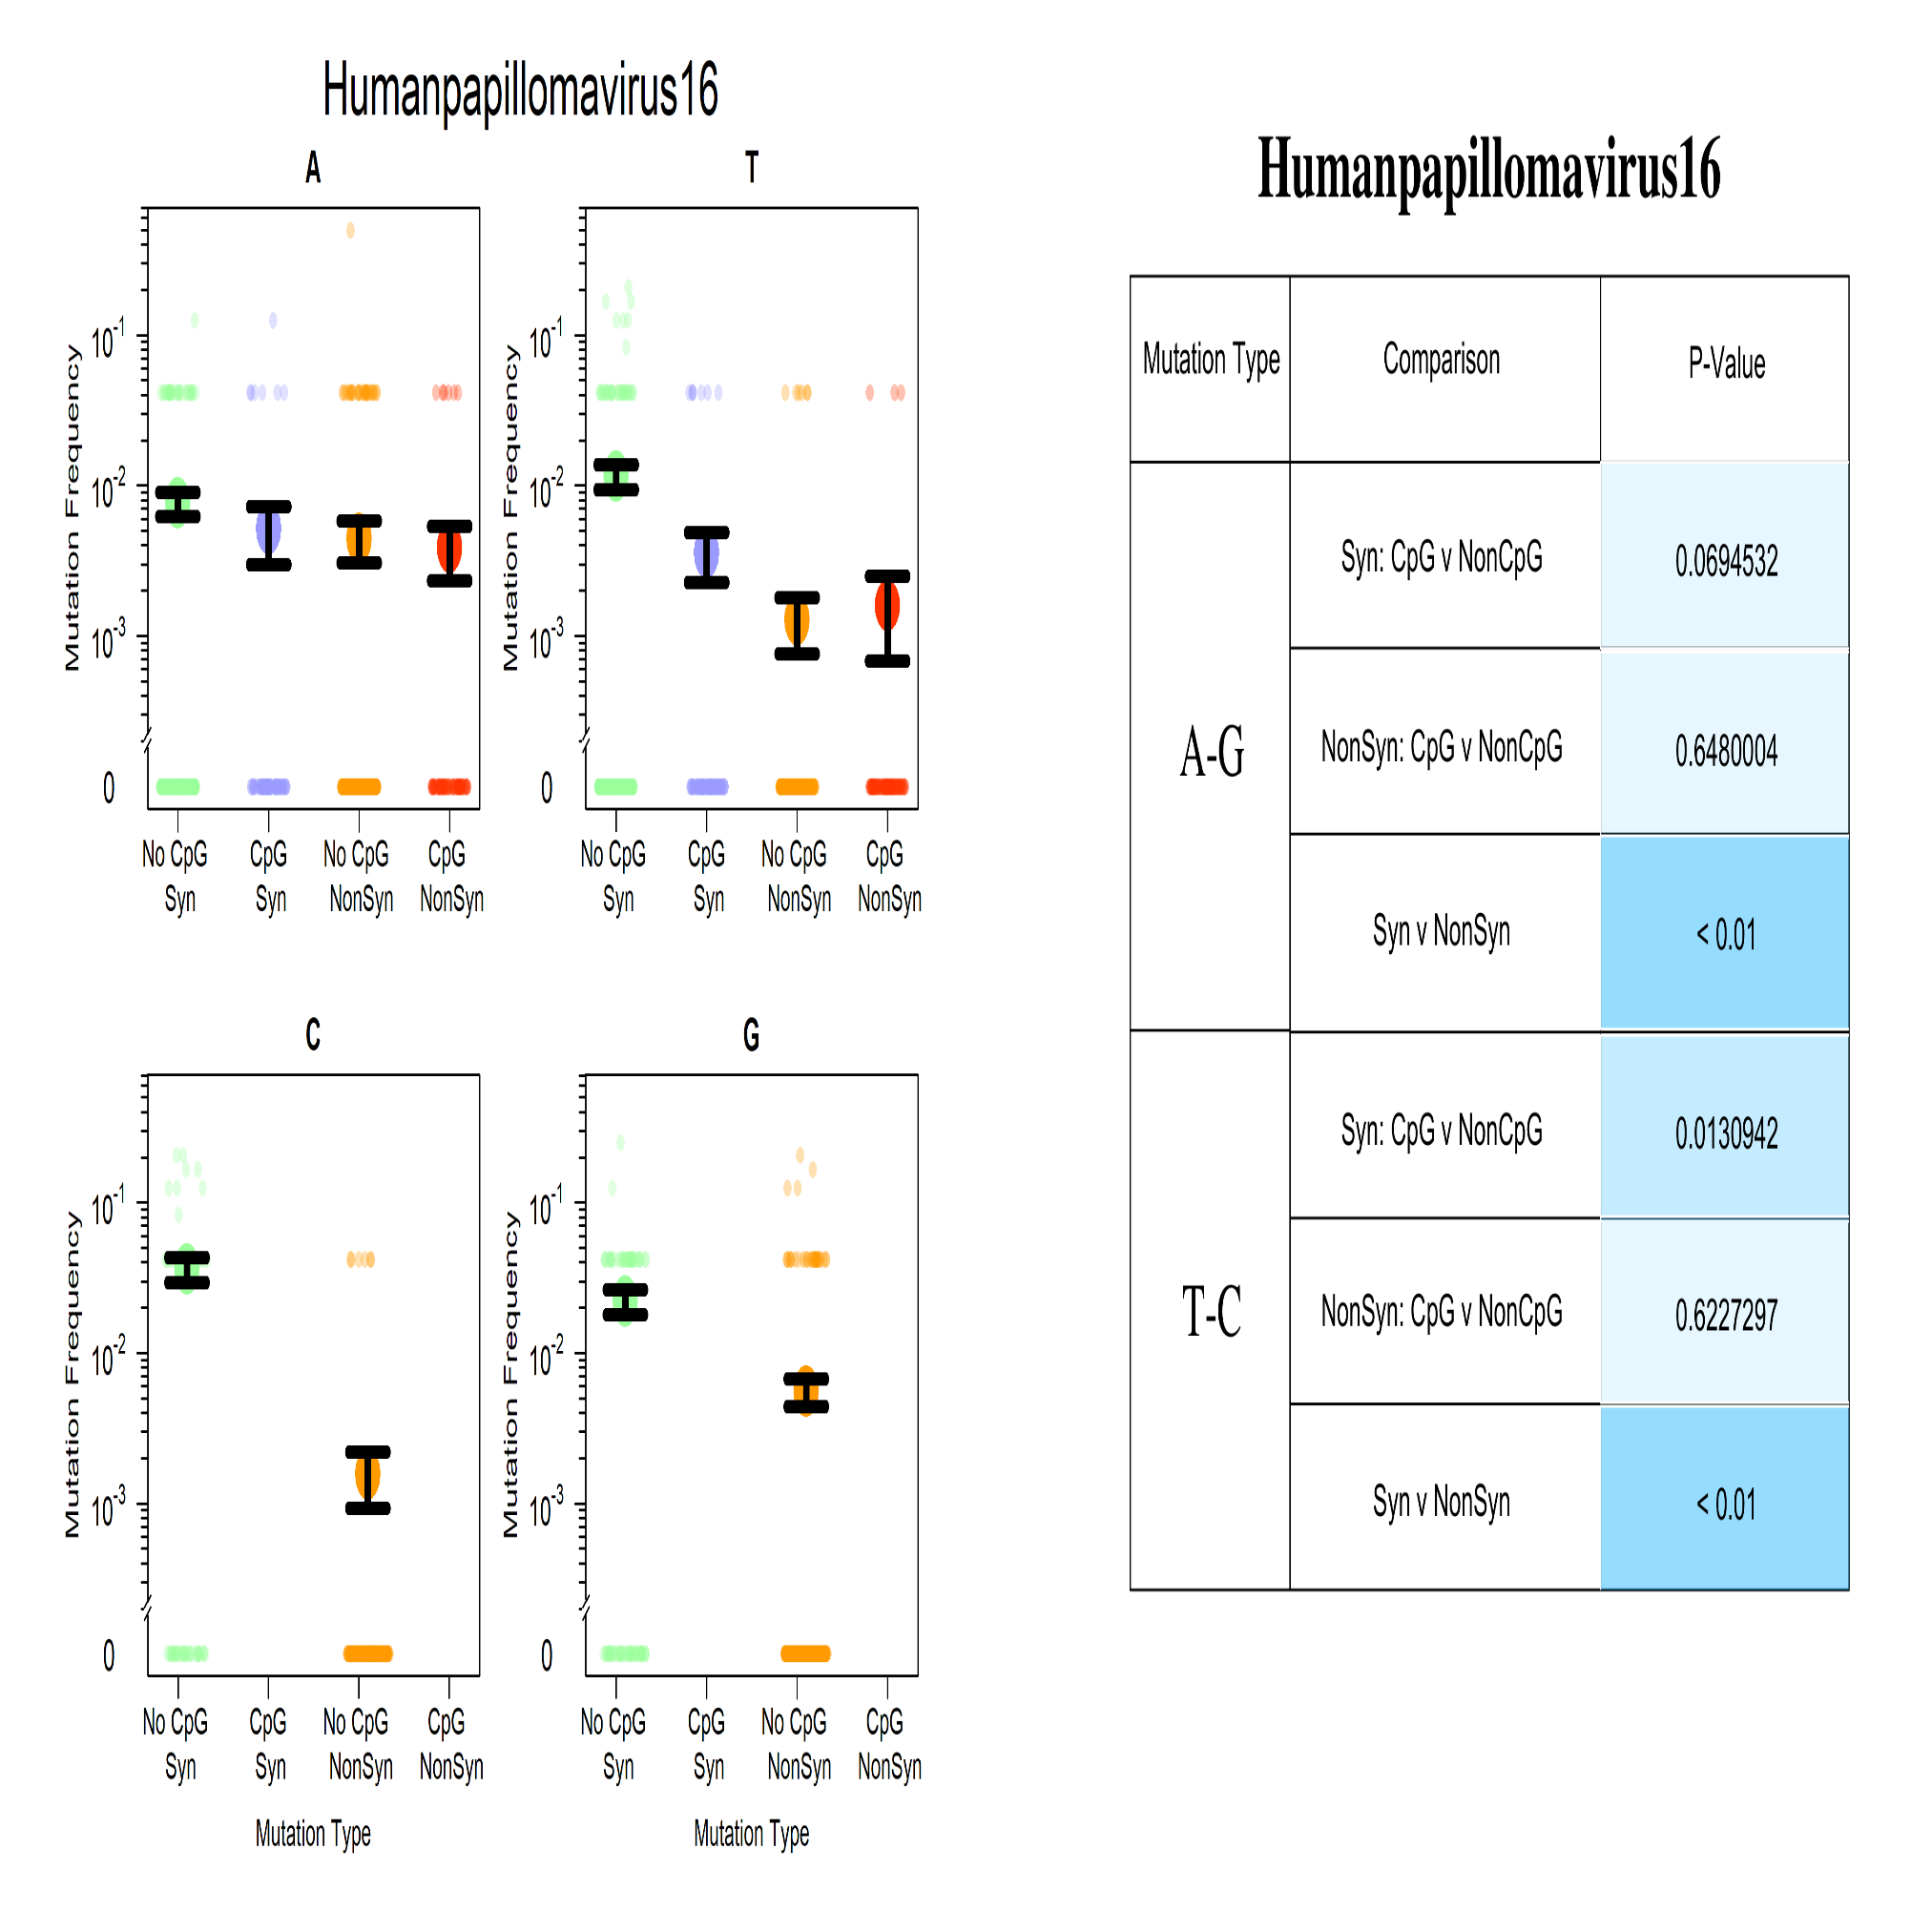 Humanpapillomavirus16
A
Mutation Frequency
10-1
10-2
10-3
0
No CpG CpG No CpG CpG
Syn Syn NonSyn NonSyn
T
Mutation Frequency
10-1
10-2
10-3
0
No CpG CpG No CpG CpG
Syn Syn NonSyn NonSyn
C
Mutation Frequency
10-1
10-2
10-3
0
No CpG CpG No CpG CpG
Syn Syn NonSyn NonSyn
Mutation Type
G
Mutation Frequency
10-1
10-2
10-3
0
No CpG CpG No CpG CpG
Syn Syn NonSyn NonSyn
Mutation Type
Humanpapillomavirus16
Mutation Type Comparison P-Value
A-G
Syn: CpG v NonCpG 0.0694532
NonSyn: CpG v NonCpG 0.6480004
Syn v NonSyn < 0.01
T-C
Syn: CpG v NonCpG 0.0130942
NonSyn: CpG v NonCpG 0.6227297
Syn v NonSyn < 0.01